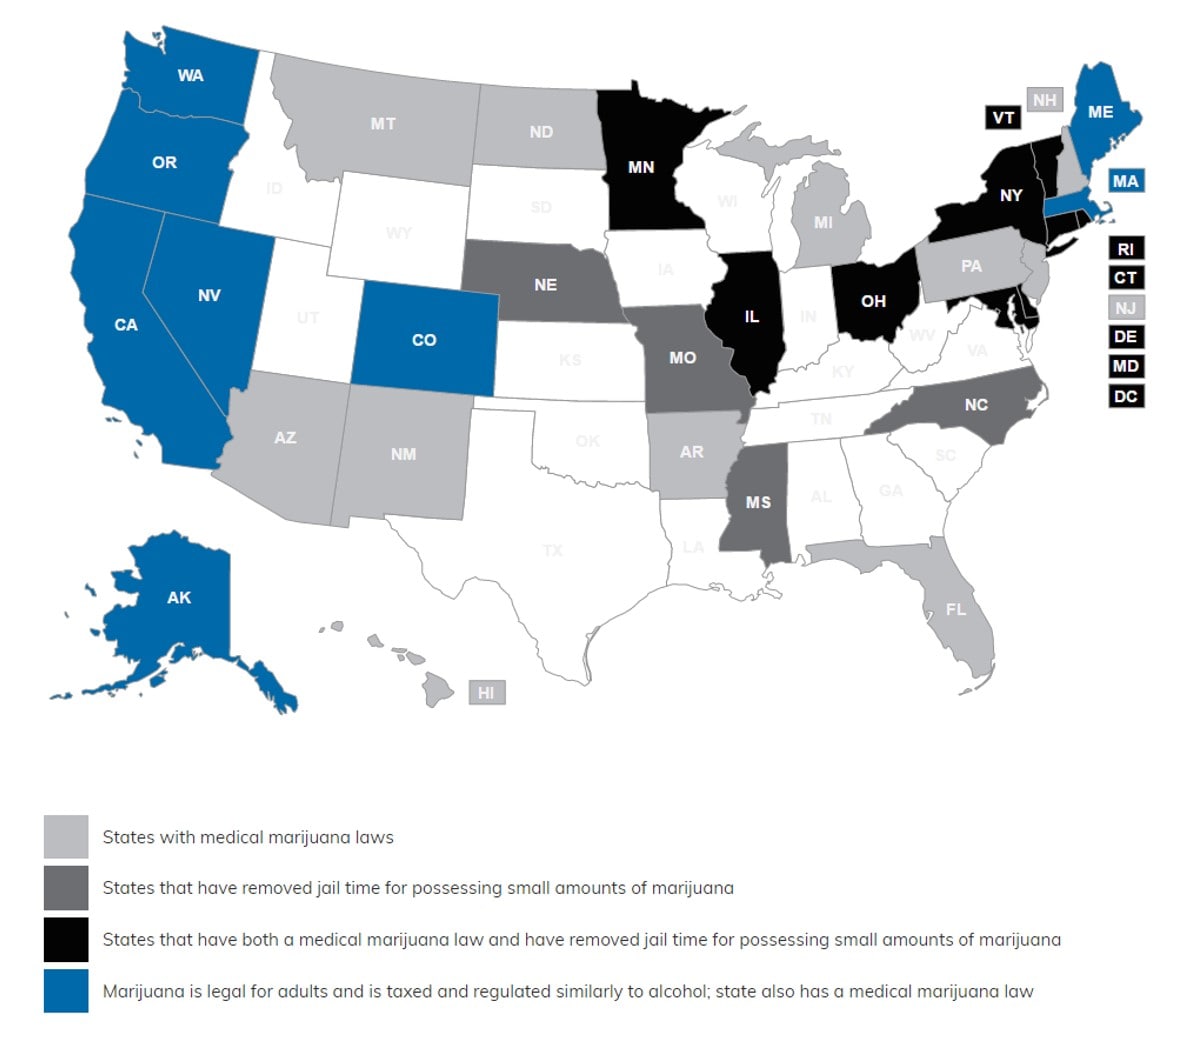 WA
MT
ND
MN
OR
ID
SD
WY
WI
MI
NY
VT
NH
ME
MA
RI
CT
NJ
DE
MD
DC
PA
NE
IA
NV
UT
CA
CO
KS
MO
IL
IN
OH
WV
VA
KY
NC
TN
SC
AZ
NM
OK
AR
MS
AL
GA
TX
LA
FL
AK
HI
States with medical marijuana laws
States that have removed jail time for possessing small amounts of marijuana
States that have both a medical marijuana law and have removed jail time for possessing small amounts of marijuana
Marijuana is legal for adults and is taxed and regulated similarly to alcohol; state also has a medical marijuana law